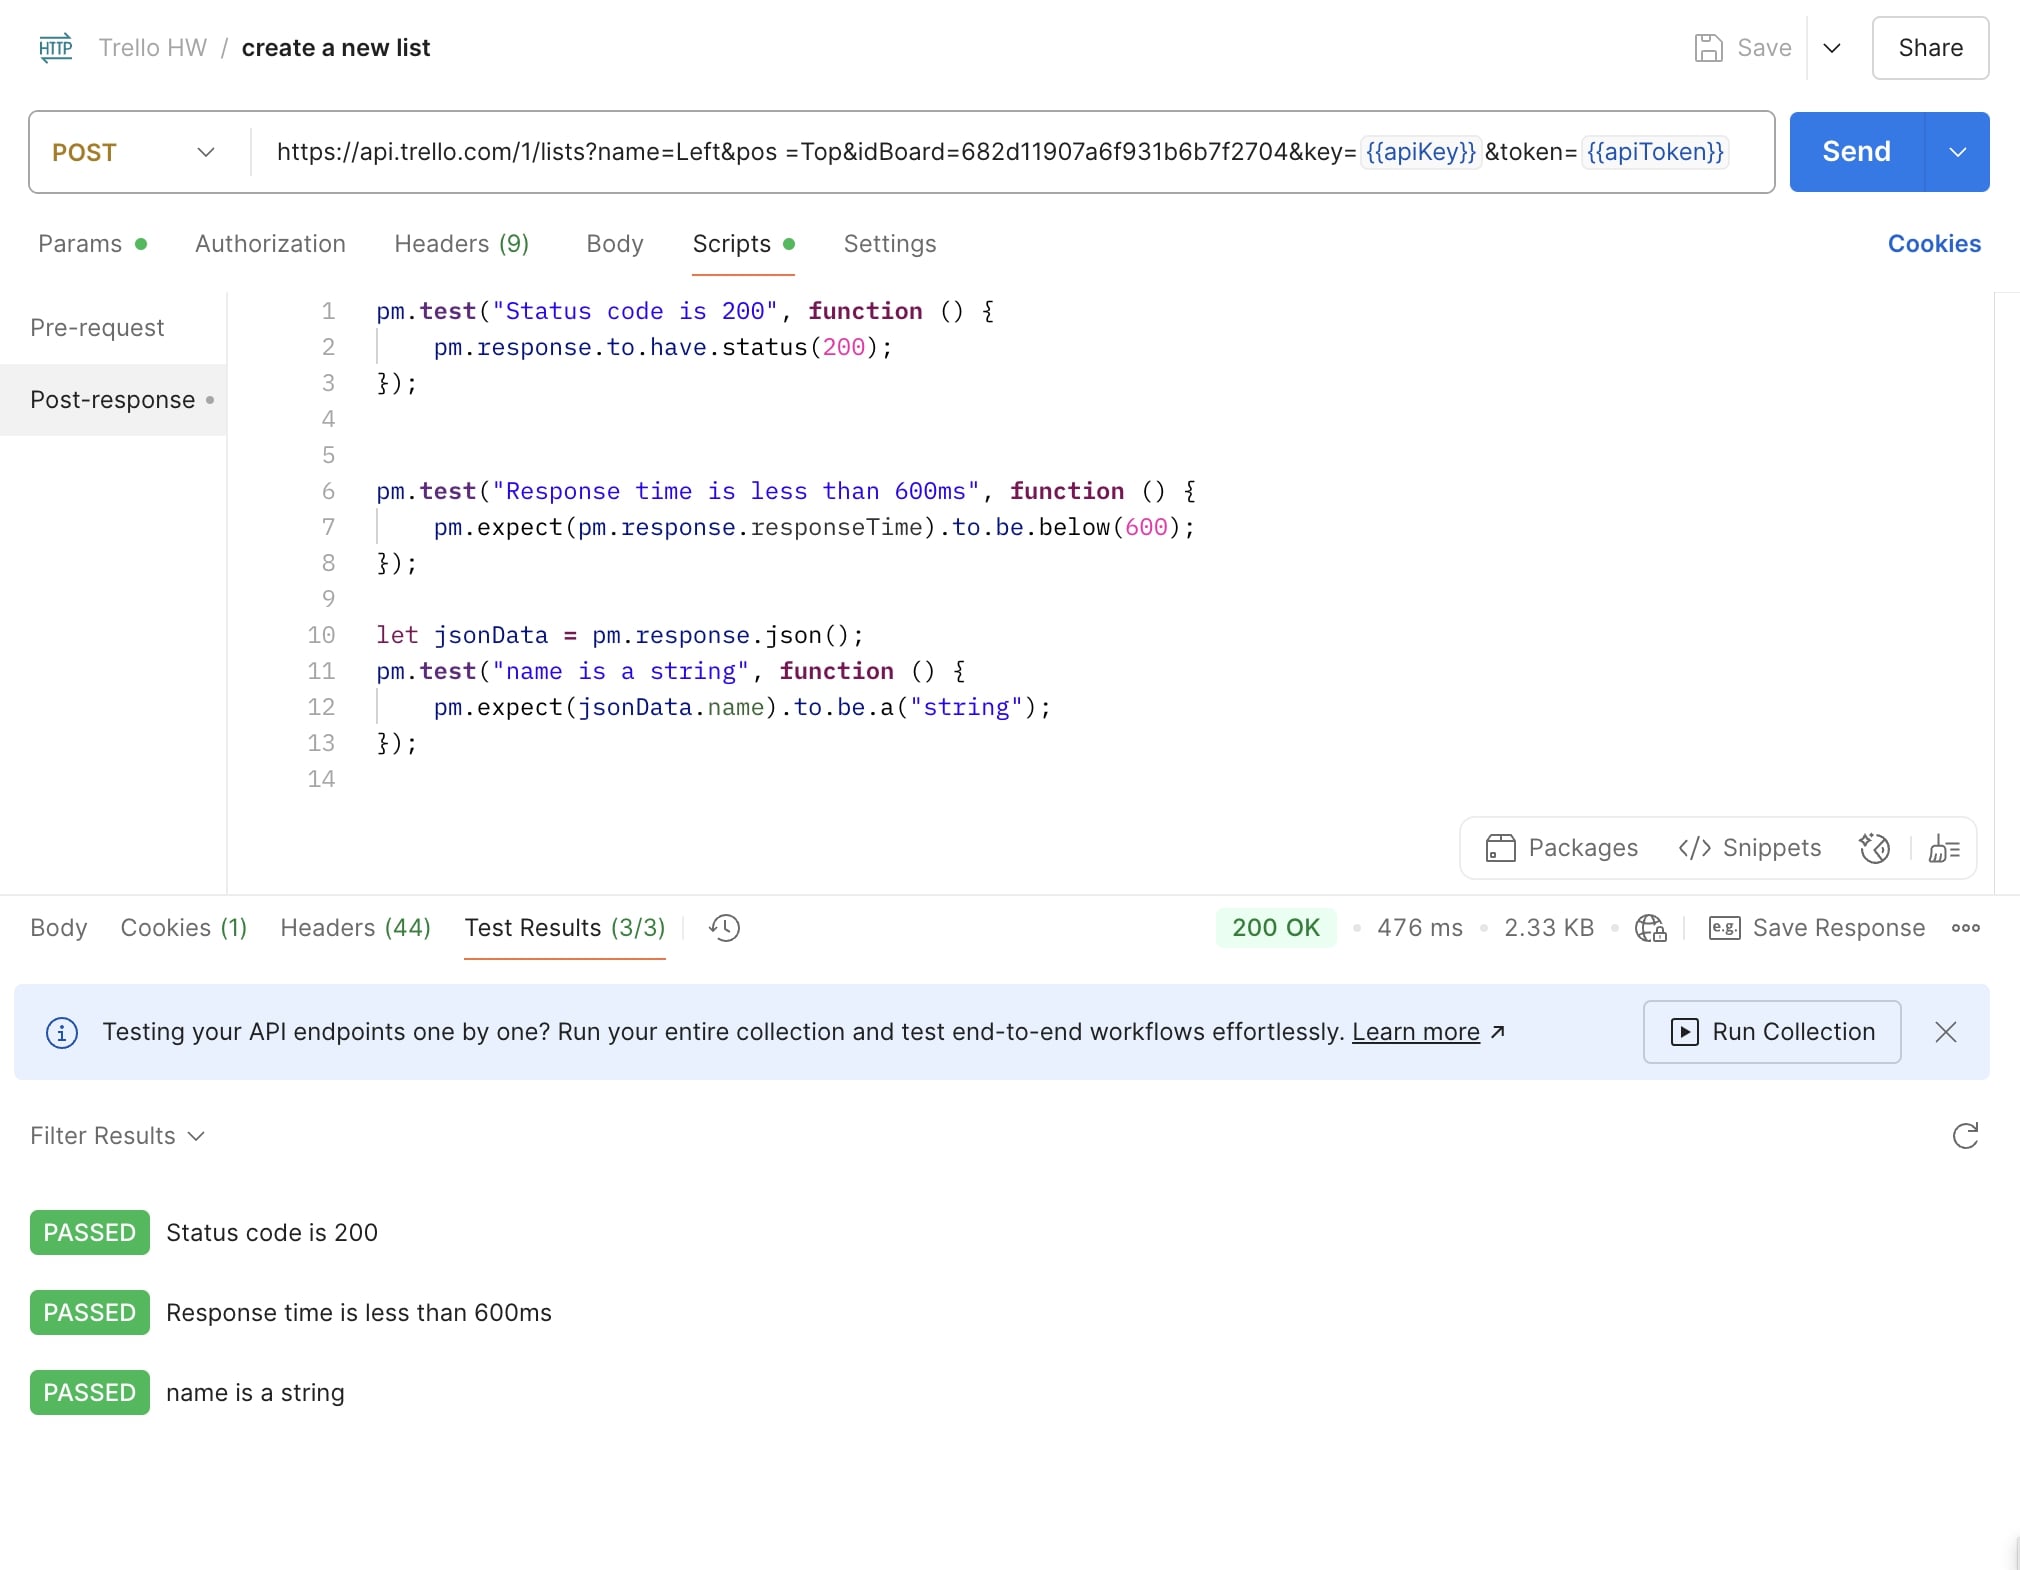 HTTP Trello HW / create a new list Save Share
POST https://api.trello.com/1/lists?name=Left&pos =Top&idBoard=682d11907a6f931b6b7f2704&key= {{apiKey}} &token= {{apiToken}} Send
Params Authorization Headers (9) Body Scripts Settings Cookies
Pre-request
Post-response
1 pm.test("Status code is 200", function () {
2 pm.response.to.have.status(200);
3 });
4
5
6 pm.test("Response time is less than 600ms", function () {
7 pm.expect(pm.response.responseTime).to.be.below(600);
8 });
9
10 let jsonData = pm.response.json();
11 pm.test("name is a string", function () {
12 pm.expect(jsonData.name).to.be.a("string");
13 });
14
Packages </> Snippets
Body Cookies (1) Headers (44) Test Results (3/3) 200 OK • 476 ms • 2.33 KB • e.g. Save Response
Testing your API endpoints one by one? Run your entire collection and test end-to-end workflows effortlessly. Learn more ↗ Run Collection
Filter Results
PASSED Status code is 200
PASSED Response time is less than 600ms
PASSED name is a string